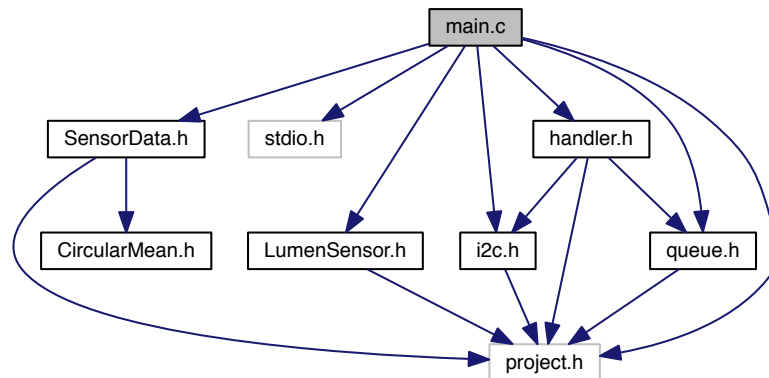 main.c
SensorData.h
stdio.h
handler.h
CircularMean.h
LumenSensor.h
i2c.h
queue.h
project.h